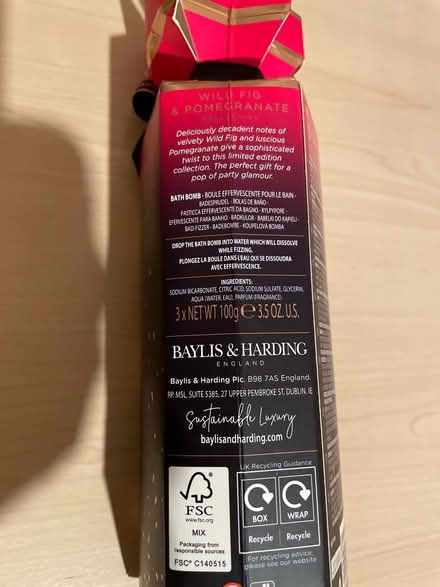 WILD FIG
& POMEGRANATE
Deliciously decadent notes of
velvety Wild Fig and luscious
Pomegranate give a sophisticated
twist to this limited edition
collection. The perfect gift for a
pop of party glamour.
BATH BOMB - BOULE EFFERVESCENTE POUR LE BAIN -
BADESPRUDEL - BOLAS DE BAÑO -
PASTICCA EFFERVESCENTE DA BAGNO - KYLPYPORE -
EFERVESCENTE PARA BANHO - BADKULOR - BĄBELKI DO KĄPIELI -
BAD-FIZZER - BADEBOMBE - KOUPELOVÁ BOMBA
DROP THE BATH BOMB INTO WATER WHICH WILL DISSOLVE
WHILE FIZZING.
PLONGEZ LA BOULE DANS L'EAU QUI SE DISSOUDRA
AVEC EFFERVESCENCE.
INGREDIENTS:
SODIUM BICARBONATE, CITRIC ACID, SODIUM SULFATE, GLYCERIN,
AQUA (WATER, EAU), PARFUM (FRAGRANCE).
3 x NET WT 100g ℮ 3.5 OZ. U.S.
BAYLIS & HARDING
ENGLAND
Baylis & Harding Plc. B98 7AS England.
RP: MSL, SUITE 5385, 27 UPPER PEMBROKE ST, DUBLIN. IE
Sustainable Luxury
baylisandharding.com
UK Recycling Guidance
FSC
www.fsc.org
MIX
Packaging from
responsible sources
FSC® C140515
BOX
Recycle
WRAP
Recycle
For recycling advice,
please see our website